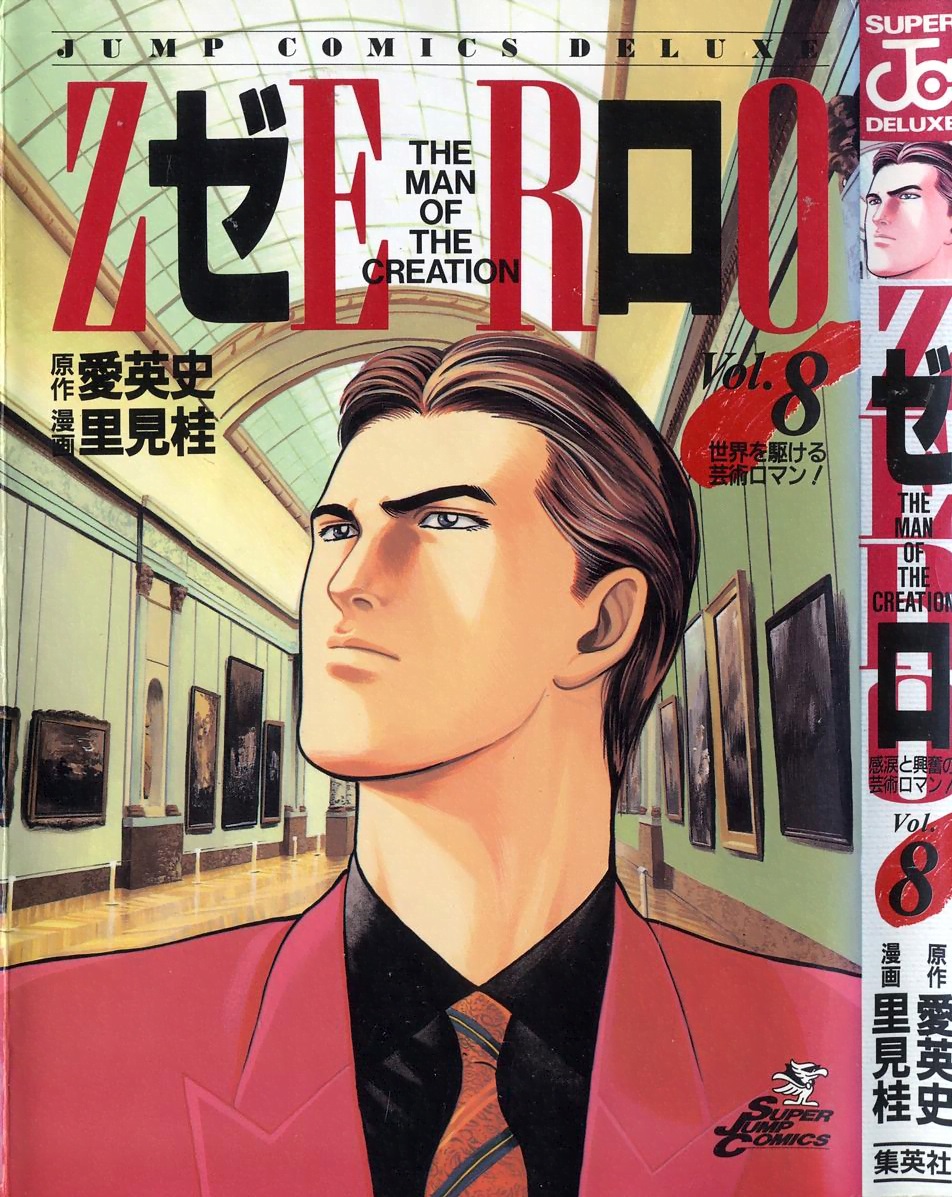 JUMP COMICS DELUXE
ZEROゼロ
THE
MAN
OF
THE
CREATION
原作 愛英史
漫画 里見桂
Vol. 8
世界を駆ける
芸術ロマン!
SUPER
JUMP
COMICS
SUPER
JC
DELUXE
ZEROゼロ
THE
MAN
OF
THE
CREATION
感涙と興奮の
芸術ロマン!
Vol.
8
原作 愛英史
漫画 里見桂
集英社